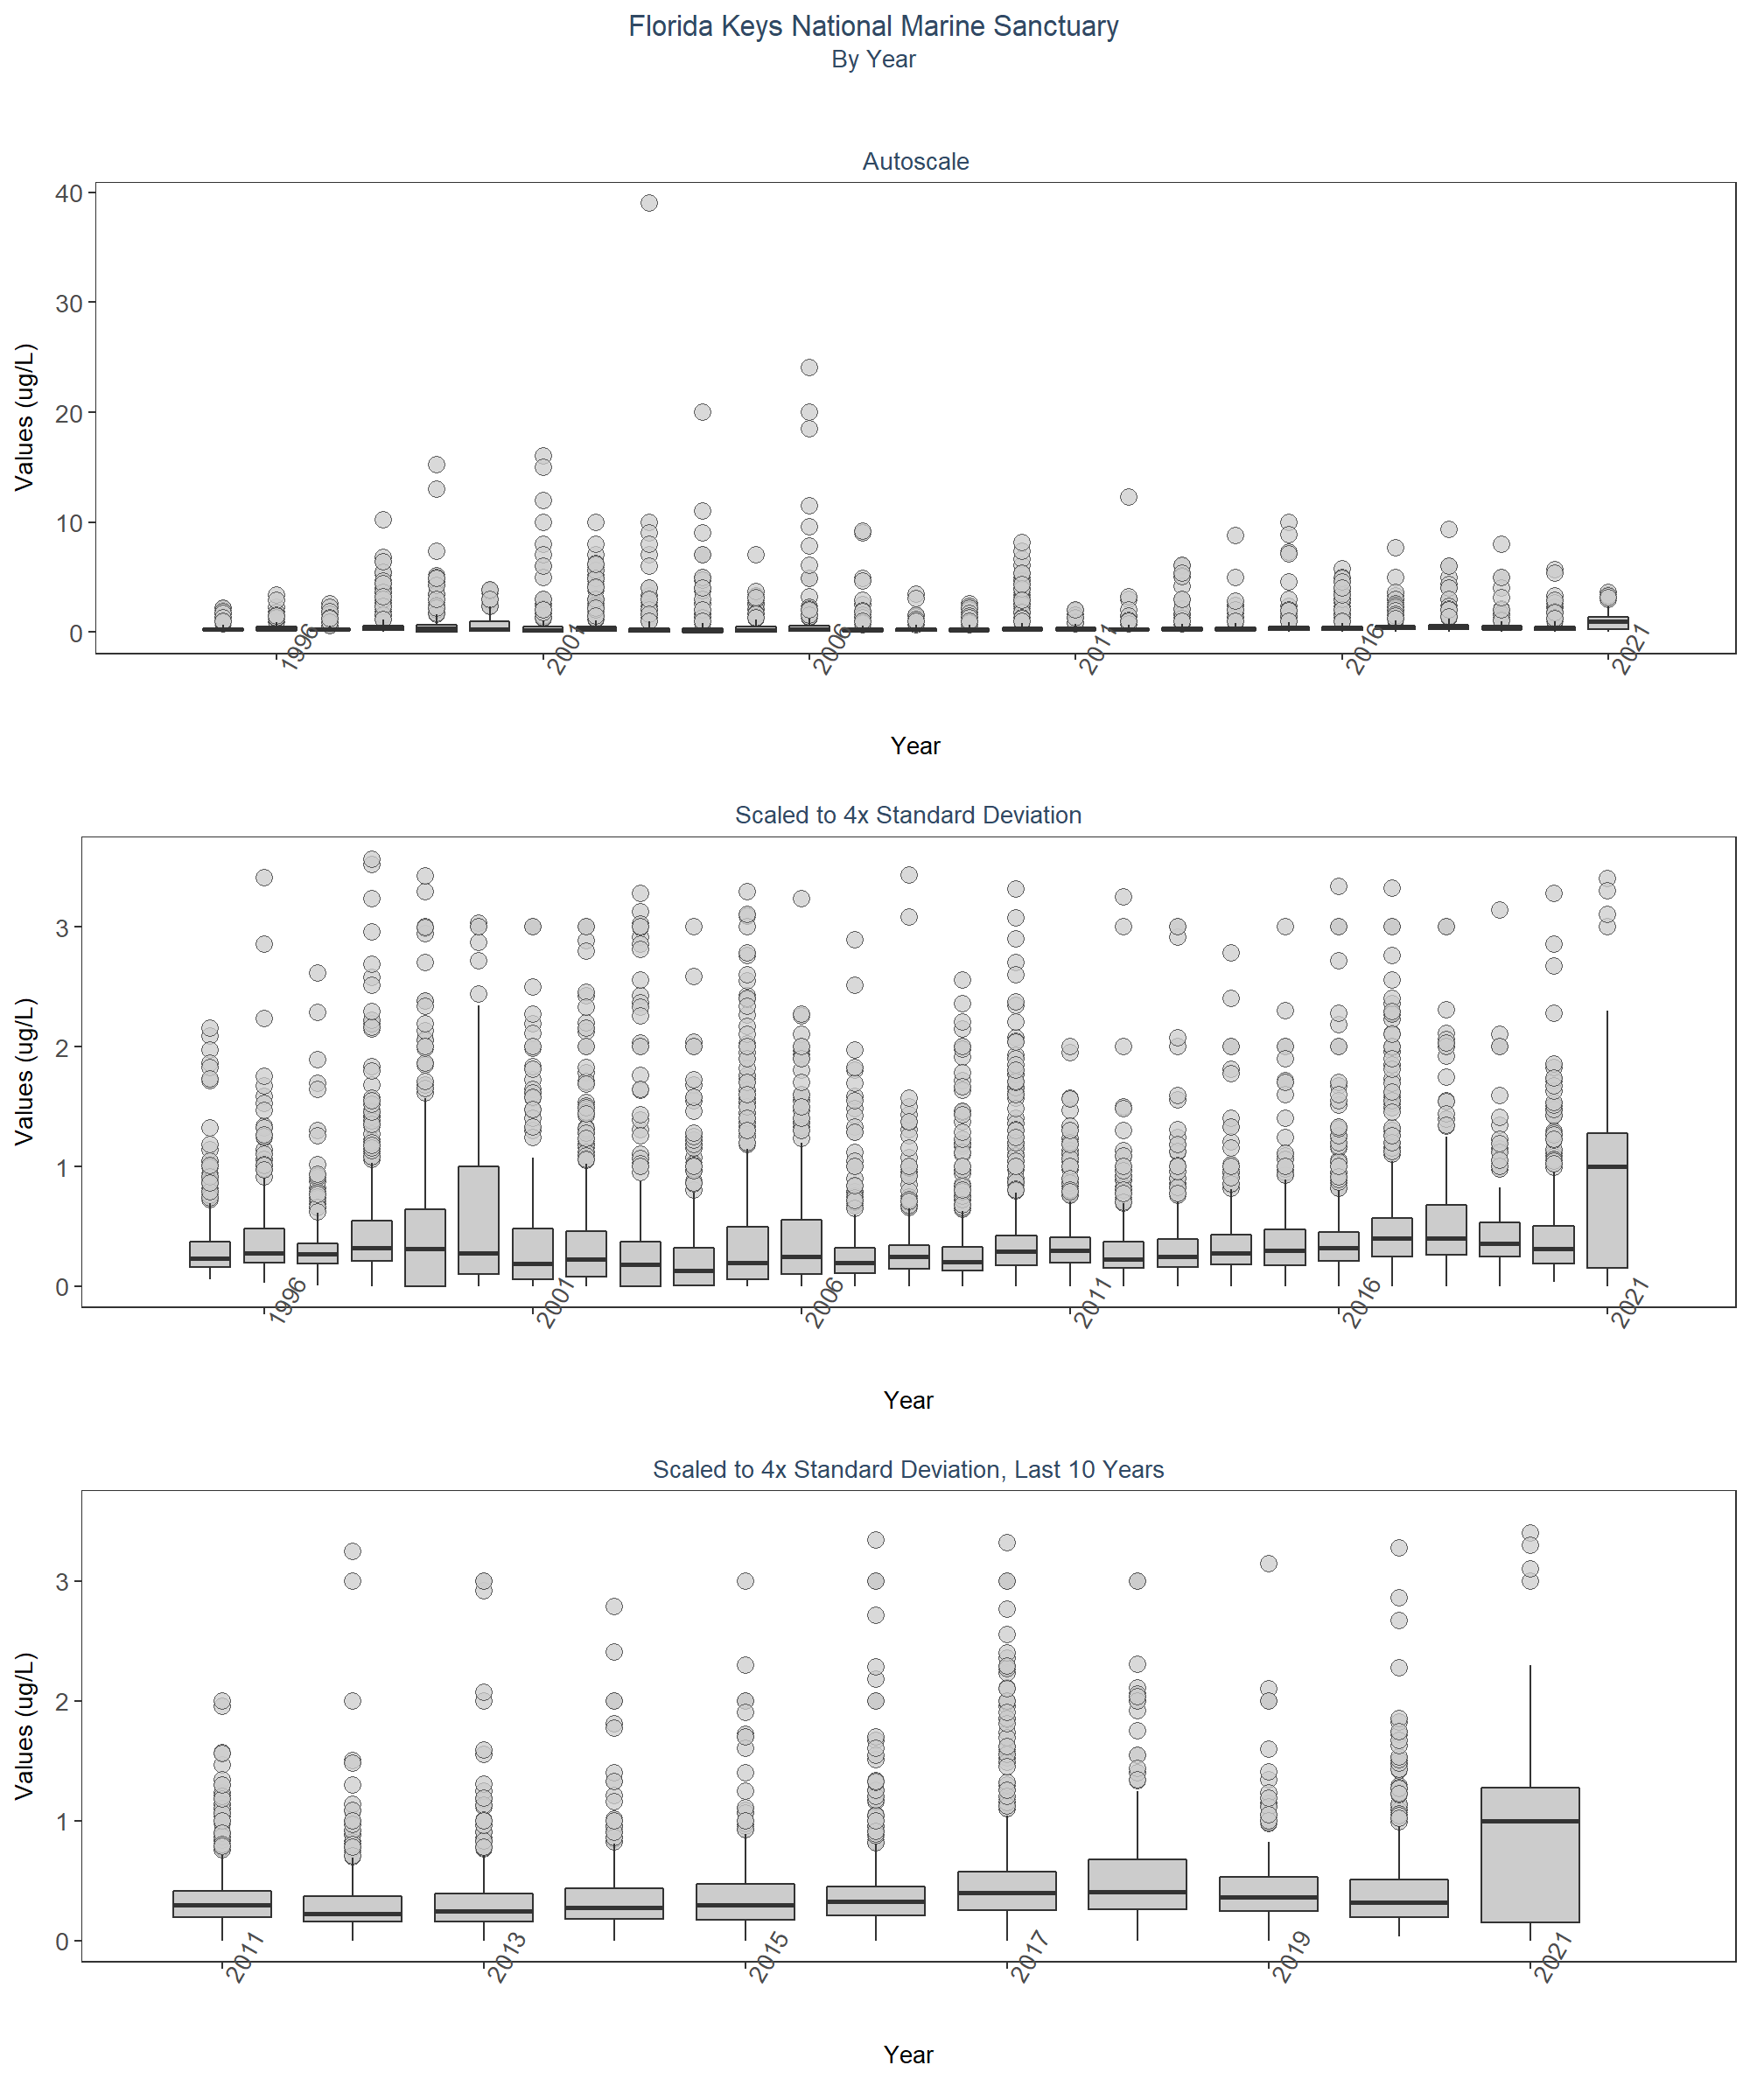 Florida Keys National Marine Sanctuary
By Year
Autoscale
40
30
20
10
0
Values (ug/L)
1996
2001
2006
2011
2016
2021
Year
Scaled to 4x Standard Deviation
3
2
1
0
Values (ug/L)
1996
2001
2006
2011
2016
2021
Year
Scaled to 4x Standard Deviation, Last 10 Years
3
2
1
0
Values (ug/L)
2011
2013
2015
2017
2019
2021
Year